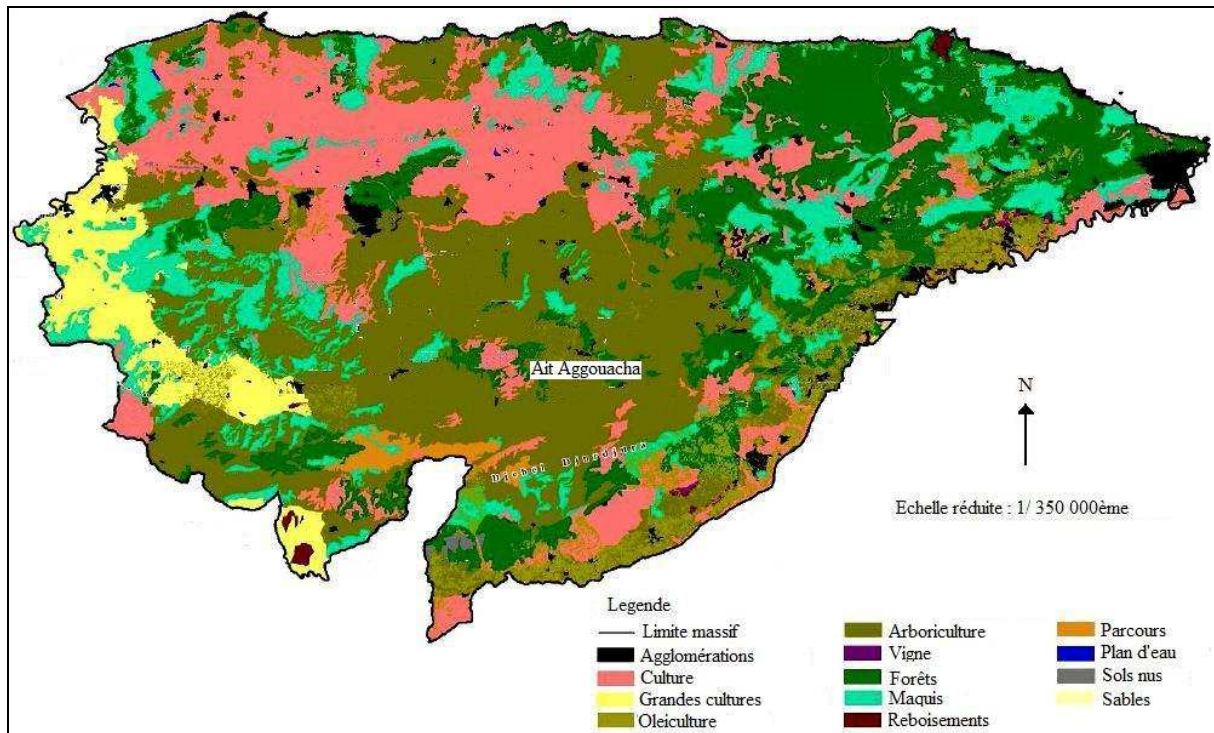 Ait Aggouacha
Djebel Djurdjura
N
Echelle réduite : 1/ 350 000ème
Legende
Limite massif
Agglomérations
Culture
Grandes cultures
Oleiculture
Arboriculture
Vigne
Forêts
Maquis
Reboisements
Parcours
Plan d'eau
Sols nus
Sables